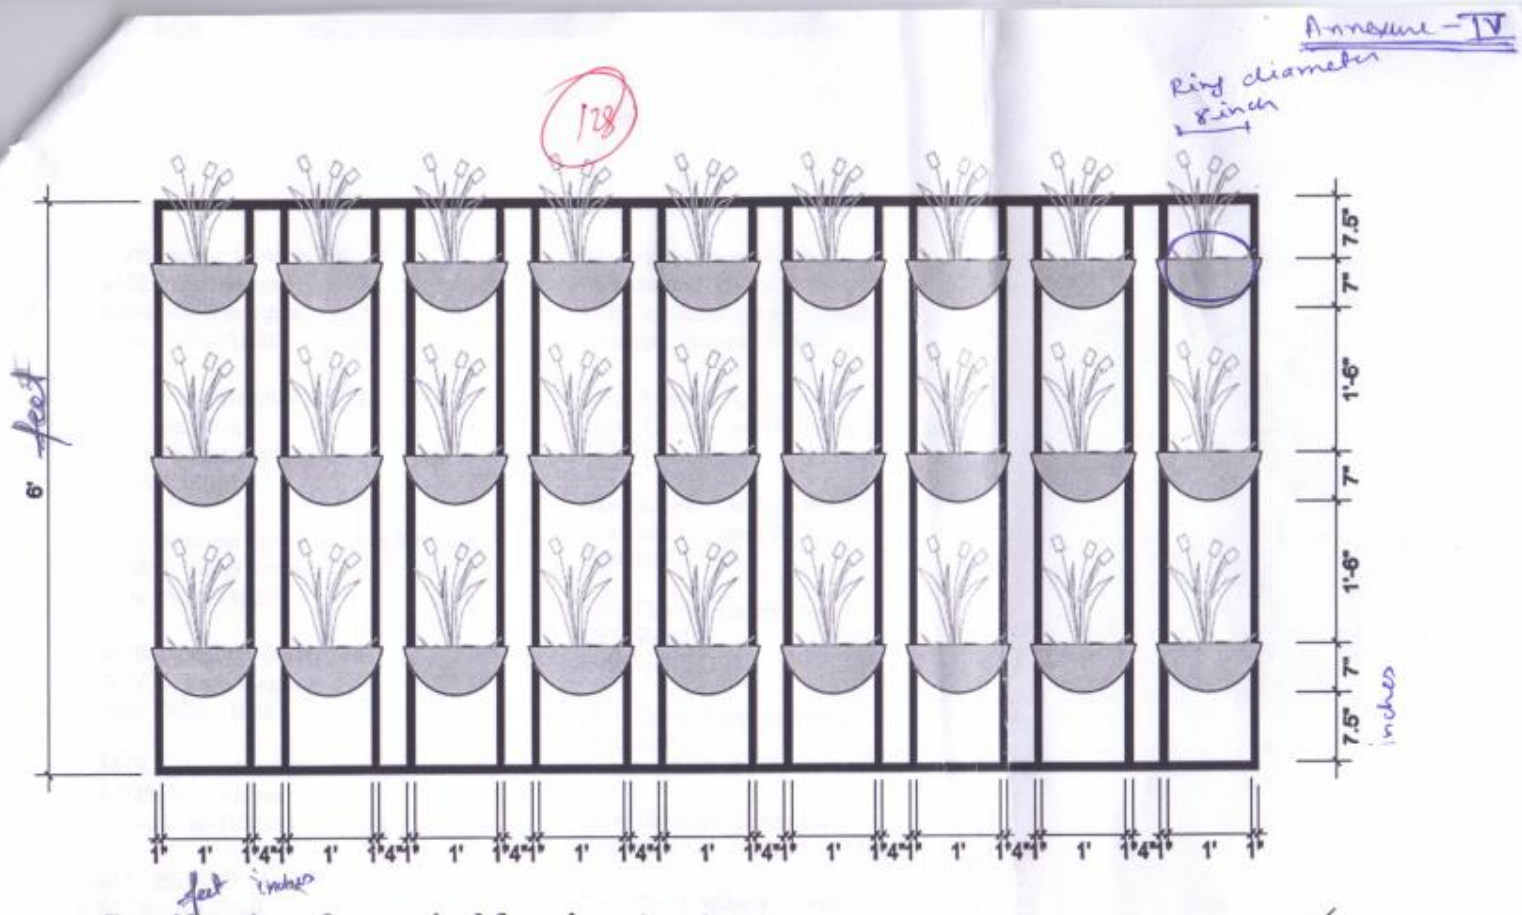 Annexure - IV
Ring diameter
8 inch
128
7.5"
7"
1'-6"
7"
1'-6"
7"
7.5"
inches
6' feet
1" 1' 1" 4" 1" 1' 1" 4" 1" 1' 1" 4" 1" 1' 1" 4" 1" 1' 1" 4" 1" 1' 1" 4" 1" 1' 1" 4" 1" 1' 1" 4" 1" 1' 1"
feet inches